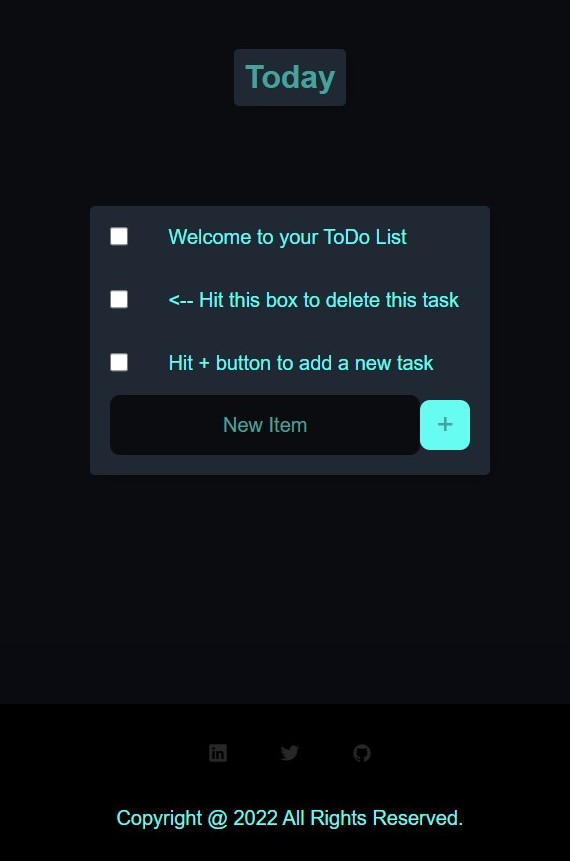 Today
Welcome to your ToDo List
<-- Hit this box to delete this task
Hit + button to add a new task
New Item
+
in
Copyright @ 2022 All Rights Reserved.